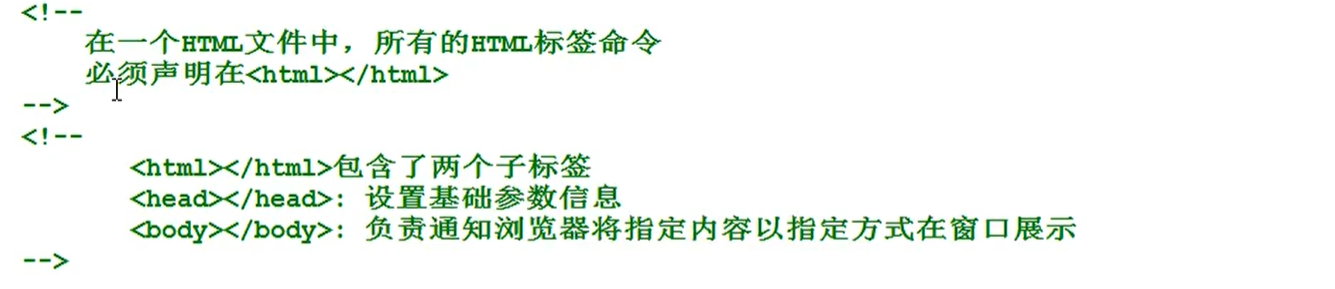 <!--
在一个HTML文件中，所有的HTML标签命令
必须声明在<html></html>
-->
<!--
<html></html>包含了两个子标签
<head></head>: 设置基础参数信息
<body></body>: 负责通知浏览器将指定内容以指定方式在窗口展示
-->